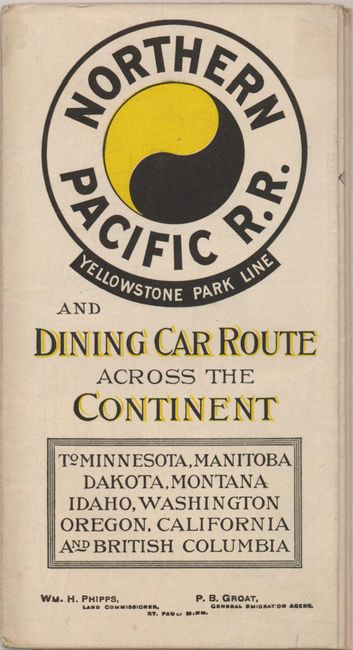 NORTHERN
PACIFIC R.R.
YELLOWSTONE PARK LINE
AND
DINING CAR ROUTE
ACROSS THE
CONTINENT
TO MINNESOTA, MANITOBA
DAKOTA, MONTANA
IDAHO, WASHINGTON
OREGON, CALIFORNIA
AND BRITISH COLUMBIA
WM. H. PHIPPS, P. B. GROAT,
LAND COMMISSIONER, GENERAL EMIGRATION AGENT,
ST. PAUL, MINN.